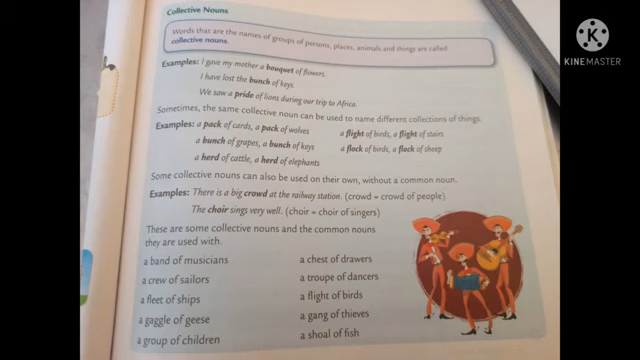 Collective Nouns
Words that are the names of groups of persons, places, animals and things are called
collective nouns.
Examples: I gave my mother a bouquet of flowers.
I have lost the bunch of keys.
We saw a pride of lions during our trip to Africa.
Sometimes, the same collective noun can be used to name different collections of things.
Examples: a pack of cards, a pack of wolves
a flight of birds, a flight of stairs
a bunch of grapes, a bunch of keys
a flock of birds, a flock of sheep
a herd of cattle, a herd of elephants
Some collective nouns can also be used on their own, without a common noun.
Examples: There is a big crowd at the railway station. (crowd = crowd of people)
The choir sings very well. (choir = choir of singers)
These are some collective nouns and the common nouns
they are used with.
a band of musicians
a crew of sailors
a fleet of ships
a gaggle of geese
a group of children
a chest of drawers
a troupe of dancers
a flight of birds
a gang of thieves
a shoal of fish
K
KINEMASTER